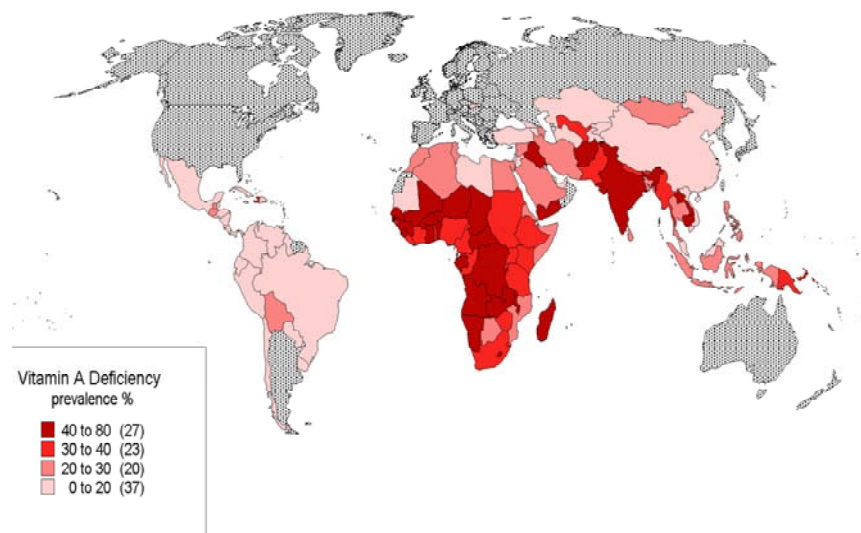 Vitamin A Deficiency
prevalence %
40 to 80 (27)
30 to 40 (23)
20 to 30 (20)
0 to 20 (37)